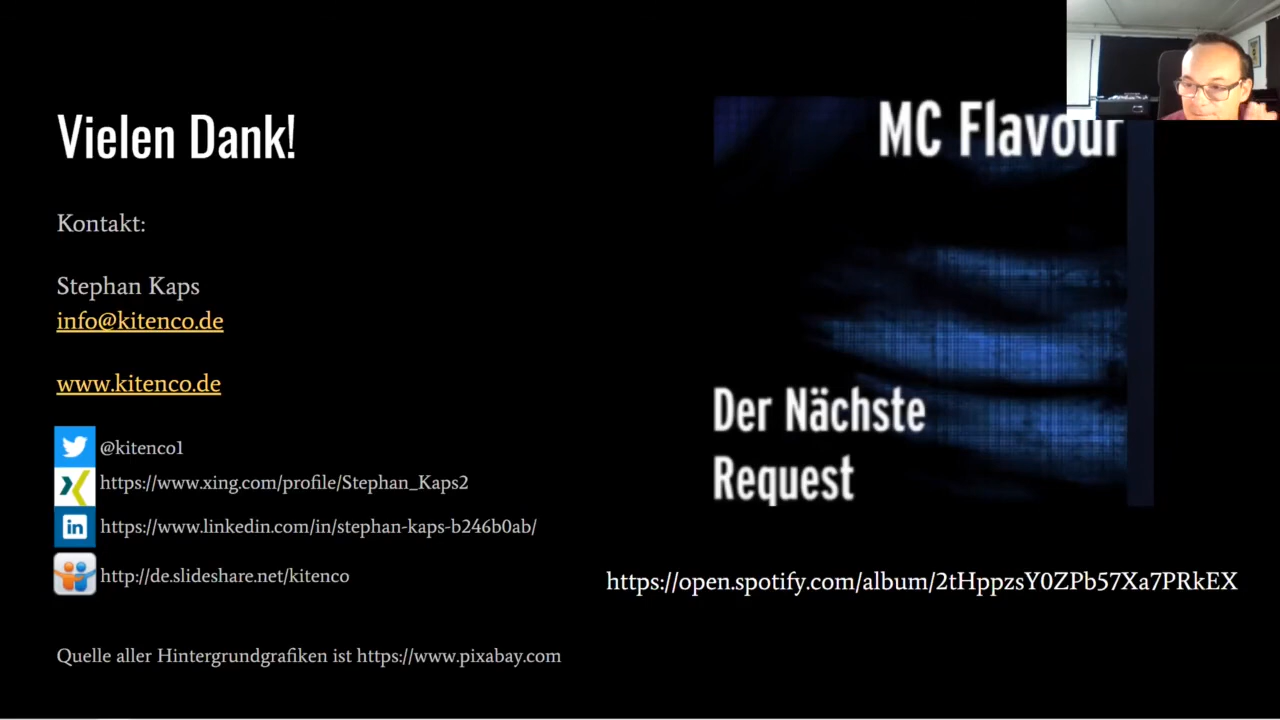 Vielen Dank!
Kontakt:
Stephan Kaps
info@kitenco.de
www.kitenco.de
@kitenco1
https://www.xing.com/profile/Stephan_Kaps2
in
https://www.linkedin.com/in/stephan-kaps-b246b0ab/
http://de.slideshare.net/kitenco
Quelle aller Hintergrundgrafiken ist https://www.pixabay.com
MC Flavour
Der Nächste
Request
https://open.spotify.com/album/2tHppzsY0ZPb57Xa7PRkEX